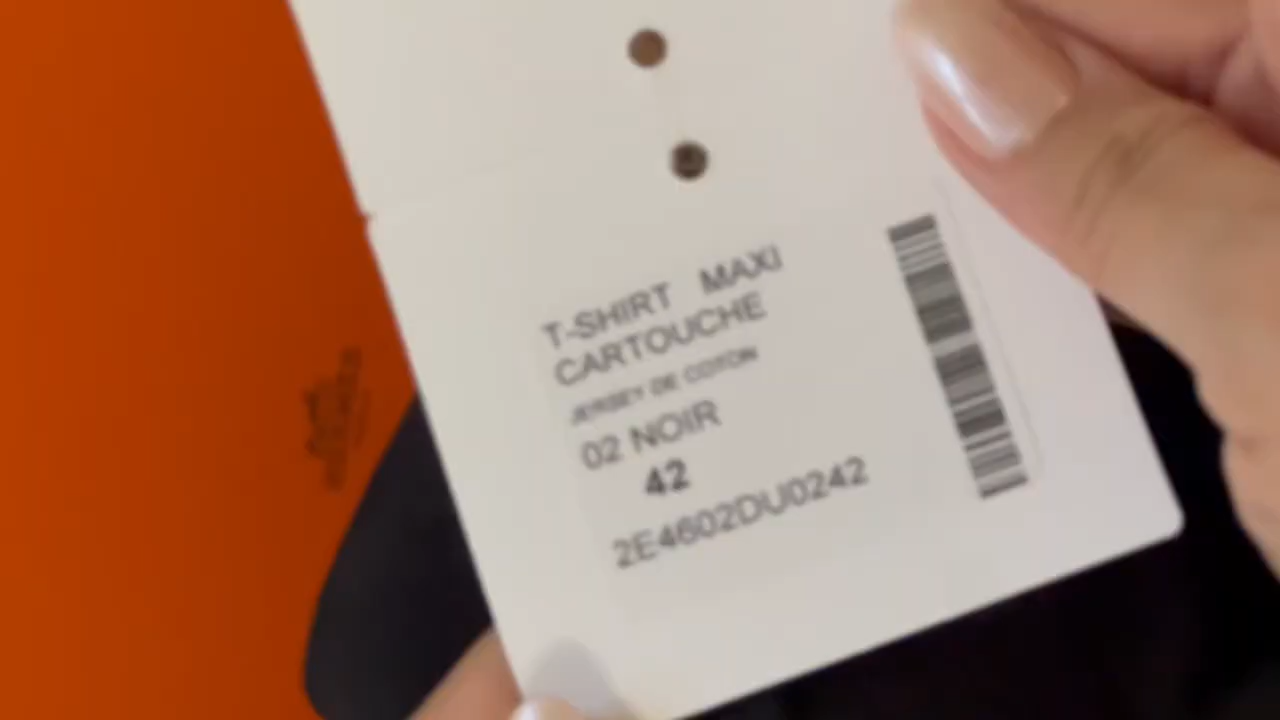 T-SHIRT MAXI
CARTOUCHE
JERSEY DE COTON
02 NOIR
42
2E4602DU0242